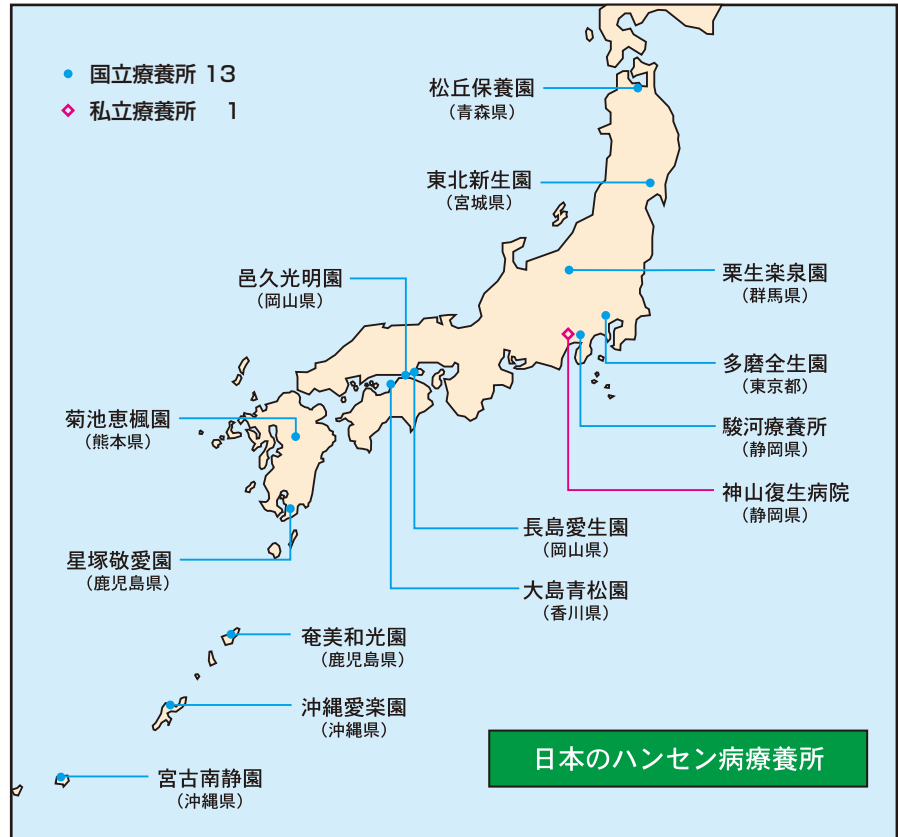 国立療養所 13
私立療養所 1
松丘保養園
（青森県）
東北新生園
（宮城県）
栗生楽泉園
（群馬県）
邑久光明園
（岡山県）
多磨全生園
（東京都）
菊池恵楓園
（熊本県）
駿河療養所
（静岡県）
神山復生病院
（静岡県）
長島愛生園
（岡山県）
星塚敬愛園
（鹿児島県）
大島青松園
（香川県）
奄美和光園
（鹿児島県）
沖縄愛楽園
（沖縄県）
宮古南静園
（沖縄県）
日本のハンセン病療養所